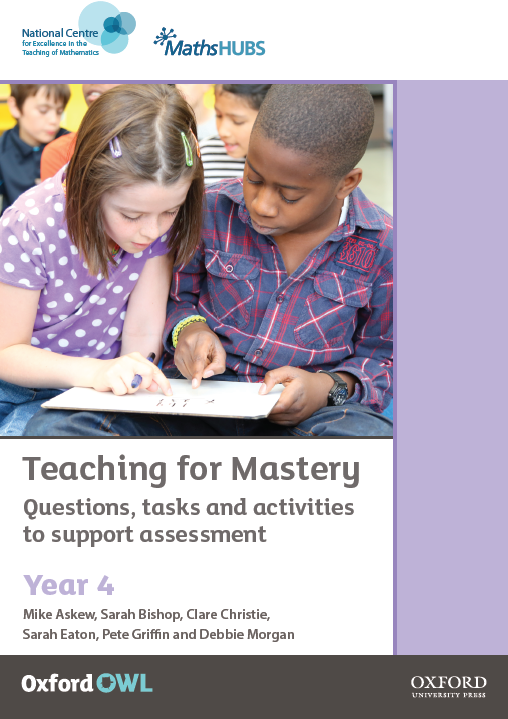 National Centre
for Excellence in the
Teaching of Mathematics
MathsHUBS
Teaching for Mastery
Questions, tasks and activities
to support assessment
Year 4
Mike Askew, Sarah Bishop, Clare Christie,
Sarah Eaton, Pete Griffin and Debbie Morgan
Oxford OWL
OXFORD
UNIVERSITY PRESS